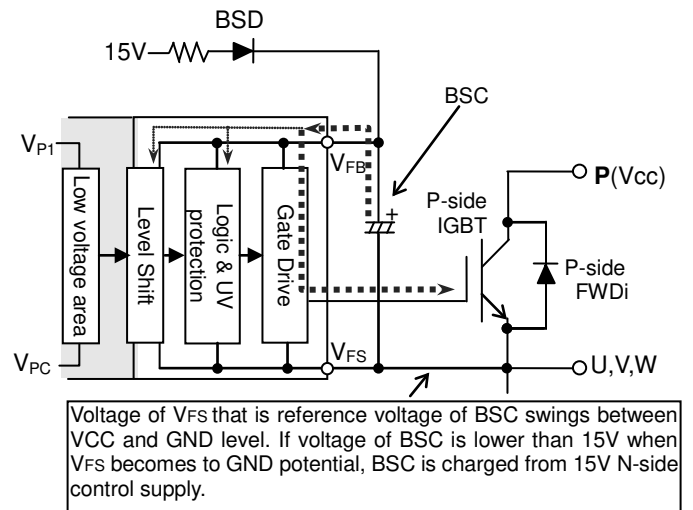 BSD
15V
BSC
VP1
VFB
P(Vcc)
+
P-side
IGBT
Low voltage area
Level Shift
Logic & UV
protection
Gate Drive
P-side
FWDi
VPC
VFS
U,V,W
Voltage of VFS that is reference voltage of BSC swings between
VCC and GND level. If voltage of BSC is lower than 15V when
VFS becomes to GND potential, BSC is charged from 15V N-side
control supply.